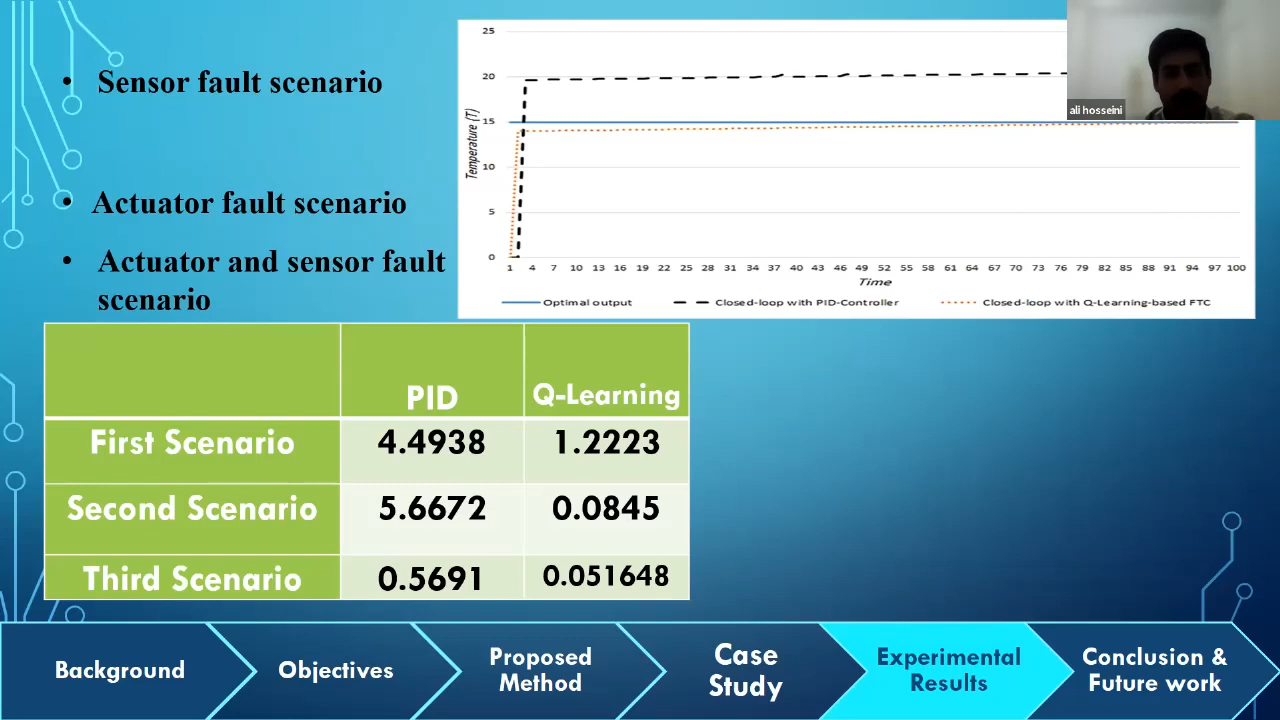 • Sensor fault scenario
• Actuator fault scenario
• Actuator and sensor fault
scenario
25
20
15
10
5
0
Temperature (T)
1 4 7 10 13 16 19 22 25 28 31 34 37 40 43 46 49 52 55 58 61 64 67 70 73 76 79 82 85 88 91 94 97 100
Time
Optimal output Closed-loop with PID-Controller Closed-loop with Q-Learning-based FTC
ali hosseini
PID Q-Learning
First Scenario 4.4938 1.2223
Second Scenario 5.6672 0.0845
Third Scenario 0.5691 0.051648
Background
Objectives
Proposed
Method
Case
Study
Experimental
Results
Conclusion &
Future work